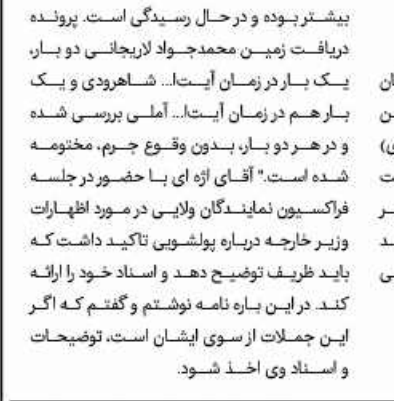 بیشتر بوده و در حال رسیدگی است. پرونده
دریافت زمین محمدجواد لاریجانی دو بار،
یک بار در زمان آیت‌ا... شاهرودی و یک
بار هم در زمان آیت‌ا... آملی بررسی شده
و در هر دو بار، بدون وقوع جرم، مختومه
شده است." آقای اژه ای با حضور در جلسه
فراکسیون نمایندگان ولایی در مورد اظهارات
وزیر خارجه درباره پولشویی تاکید داشت که
باید ظریف توضیح دهد و اسناد خود را ارائه
کند. در این باره نامه نوشتم و گفتم که اگر
این جملات از سوی ایشان است، توضیحات
و اسناد وی اخذ شود.